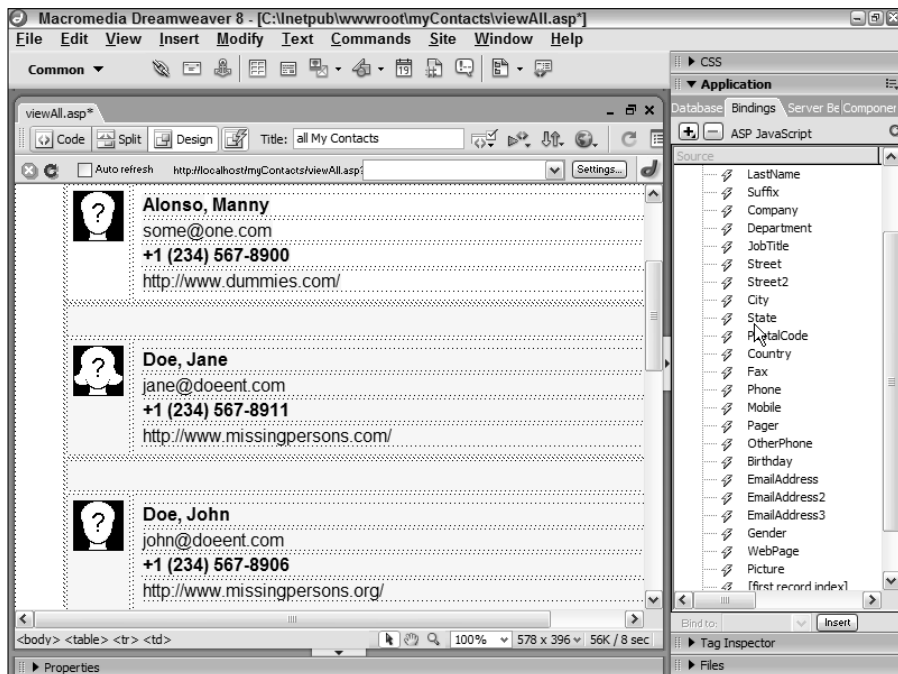 Macromedia Dreamweaver 8 - [C:\Inetpub\wwwroot\myContacts\viewAll.asp*]
File Edit View Insert Modify Text Commands Site Window Help
Common
viewAll.asp*
Code Split Design Title: all My Contacts
Auto refresh http://localhost/myContacts/viewAll.asp? Settings...
Alonso, Manny
some@one.com
+1 (234) 567-8900
http://www.dummies.com/
Doe, Jane
jane@doeent.com
+1 (234) 567-8911
http://www.missingpersons.com/
Doe, John
john@doeent.com
+1 (234) 567-8906
http://www.missingpersons.org/
<body> <table> <tr> <td> 100% 578 x 396 56K / 8 sec
Properties
CSS
Application
Database Bindings Server Be Componer
ASP JavaScript
Source
LastName
Suffix
Company
Department
JobTitle
Street
Street2
City
State
PostalCode
Country
Fax
Phone
Mobile
Pager
OtherPhone
Birthday
EmailAddress
EmailAddress2
EmailAddress3
Gender
WebPage
Picture
[first record index]
Bind to: Insert
Tag Inspector
Files